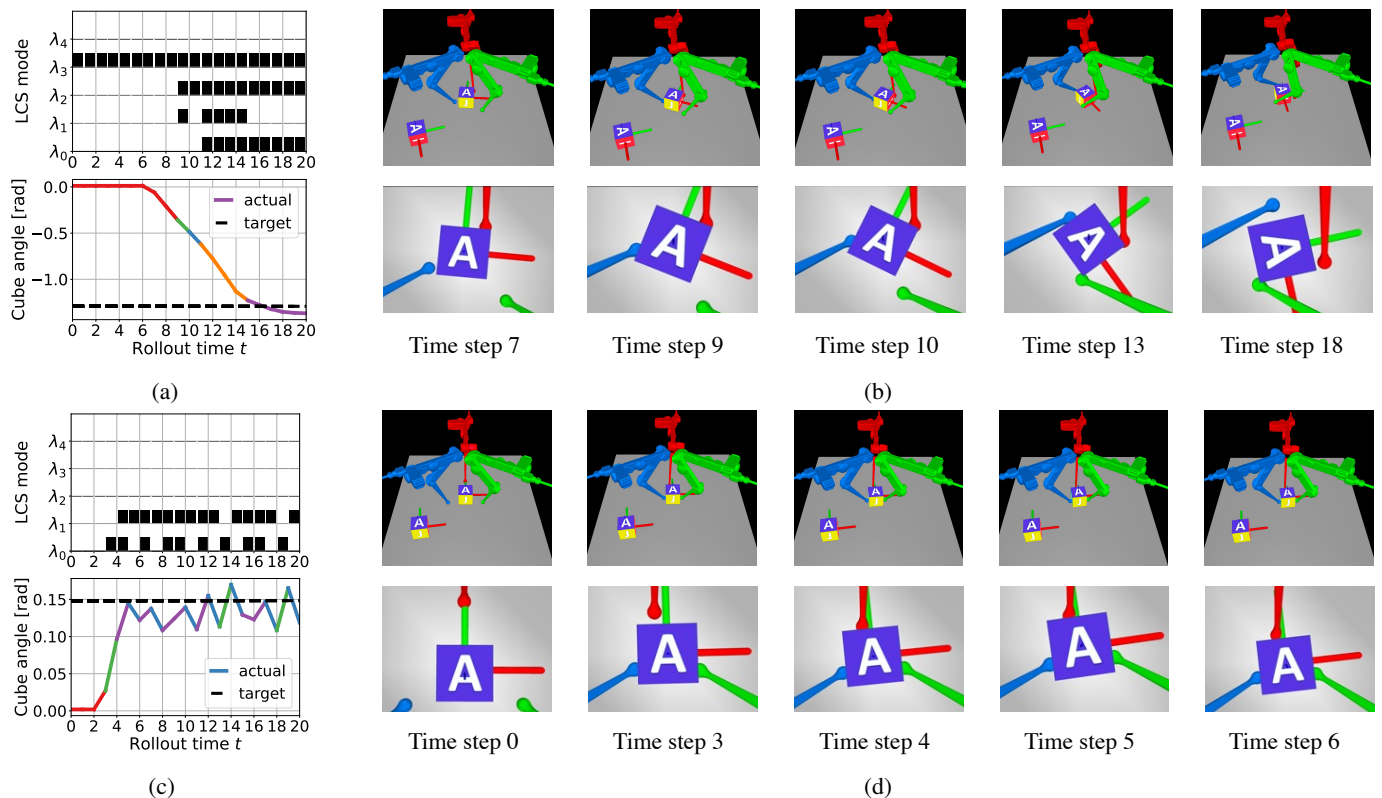 LCS mode
λ4
λ3
λ2
λ1
λ0
0 2 4 6 8 10 12 14 16 18 20
Cube angle [rad]
0.0
−0.5
−1.0
actual
target
0 2 4 6 8 10 12 14 16 18 20
Rollout time t
(a)
A J A A J A A J A A A A A
A A A A A
Time step 7 Time step 9 Time step 10 Time step 13 Time step 18
(b)
LCS mode
λ4
λ3
λ2
λ1
λ0
0 2 4 6 8 10 12 14 16 18 20
Cube angle [rad]
0.15
0.10
0.05
0.00
actual
target
0 2 4 6 8 10 12 14 16 18 20
Rollout time t
(c)
A J A A J A A J A A J A A J A
A A A A A
Time step 0 Time step 3 Time step 4 Time step 5 Time step 6
(d)